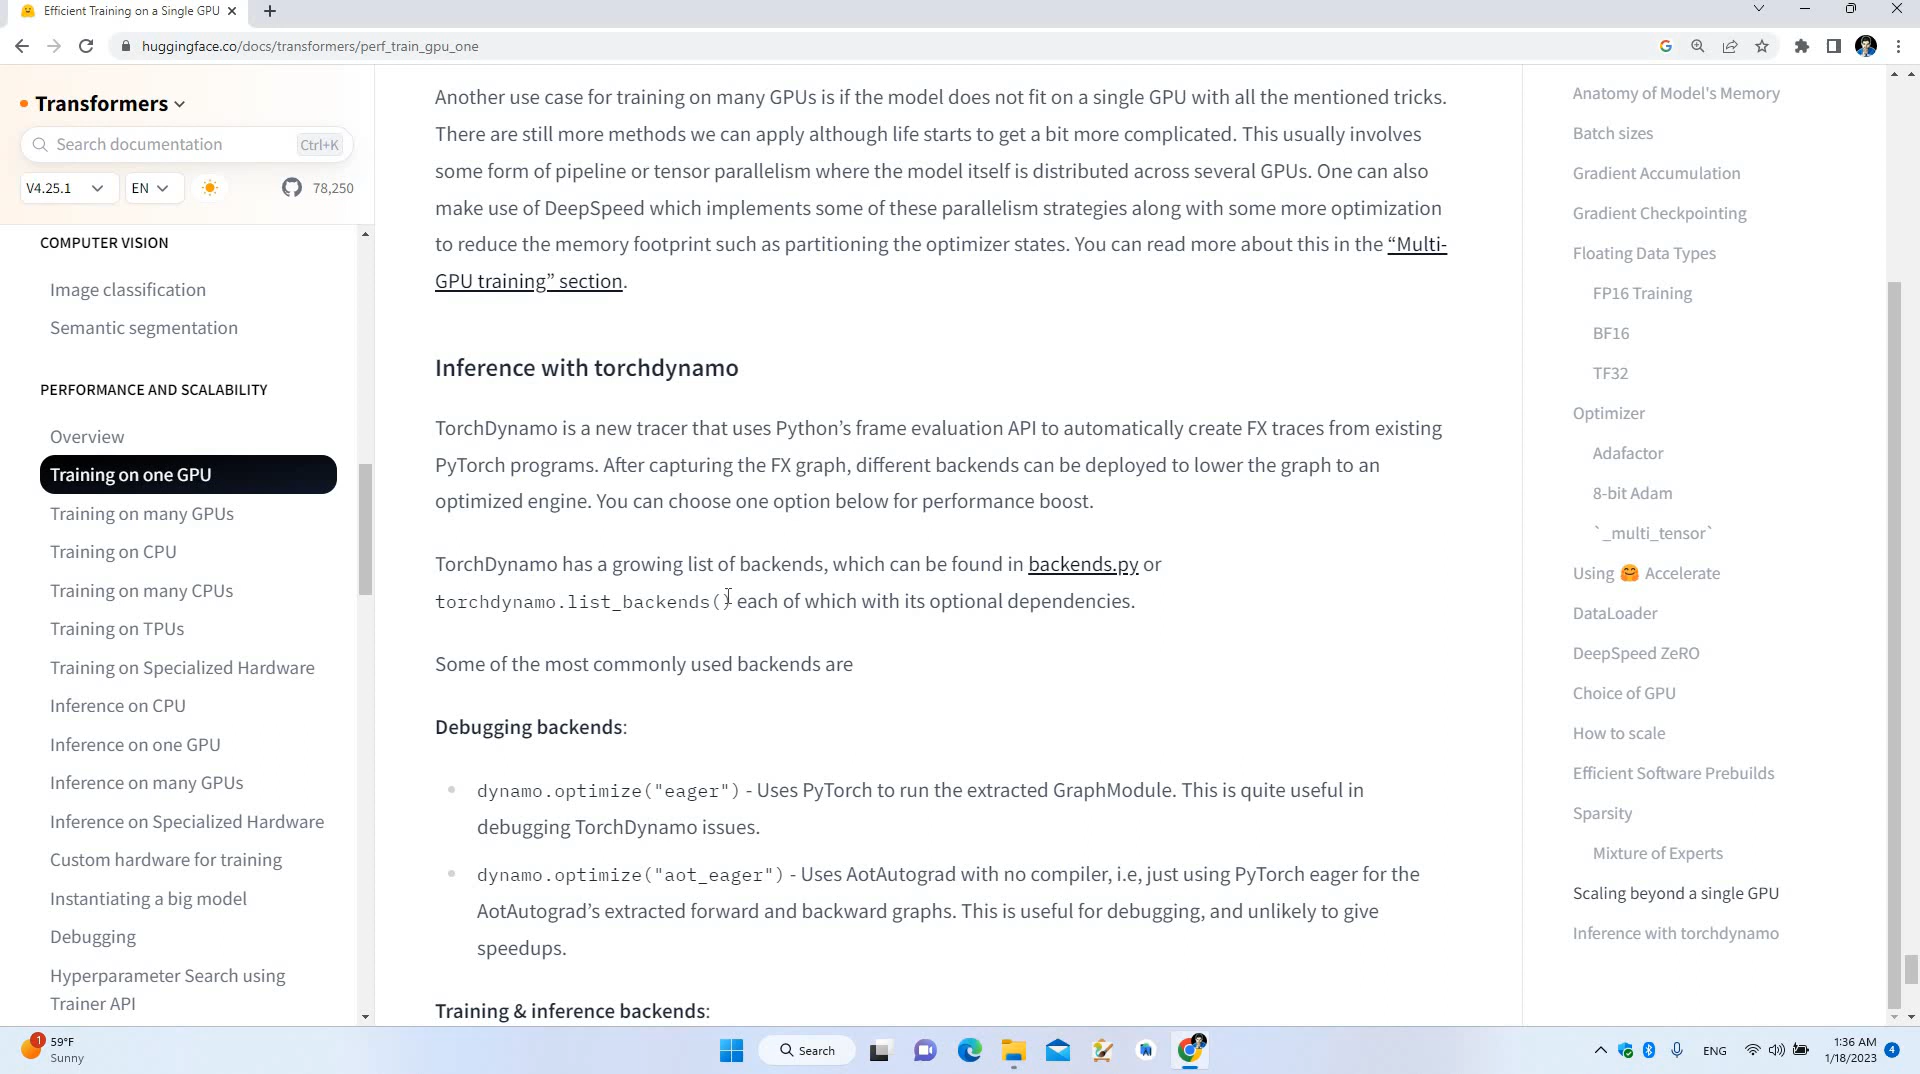 Efficient Training on a Single GPU
huggingface.co/docs/transformers/perf_train_gpu_one
Transformers
Search documentation Ctrl+K
V4.25.1 EN 78,250
COMPUTER VISION
Image classification
Semantic segmentation
PERFORMANCE AND SCALABILITY
Overview
Training on one GPU
Training on many GPUs
Training on CPU
Training on many CPUs
Training on TPUs
Training on Specialized Hardware
Inference on CPU
Inference on one GPU
Inference on many GPUs
Inference on Specialized Hardware
Custom hardware for training
Instantiating a big model
Debugging
Hyperparameter Search using
Trainer API
Another use case for training on many GPUs is if the model does not fit on a single GPU with all the mentioned tricks.
There are still more methods we can apply although life starts to get a bit more complicated. This usually involves
some form of pipeline or tensor parallelism where the model itself is distributed across several GPUs. One can also
make use of DeepSpeed which implements some of these parallelism strategies along with some more optimization
to reduce the memory footprint such as partitioning the optimizer states. You can read more about this in the “Multi-
GPU training” section.
Inference with torchdynamo
TorchDynamo is a new tracer that uses Python’s frame evaluation API to automatically create FX traces from existing
PyTorch programs. After capturing the FX graph, different backends can be deployed to lower the graph to an
optimized engine. You can choose one option below for performance boost.
TorchDynamo has a growing list of backends, which can be found in backends.py or
torchdynamo.list_backends() each of which with its optional dependencies.
Some of the most commonly used backends are
Debugging backends:
dynamo.optimize("eager") - Uses PyTorch to run the extracted GraphModule. This is quite useful in
debugging TorchDynamo issues.
dynamo.optimize("aot_eager") - Uses AotAutograd with no compiler, i.e, just using PyTorch eager for the
AotAutograd’s extracted forward and backward graphs. This is useful for debugging, and unlikely to give
speedups.
Training & inference backends:
Anatomy of Model's Memory
Batch sizes
Gradient Accumulation
Gradient Checkpointing
Floating Data Types
FP16 Training
BF16
TF32
Optimizer
Adafactor
8-bit Adam
`_multi_tensor`
Using 🤗 Accelerate
DataLoader
DeepSpeed ZeRO
Choice of GPU
How to scale
Efficient Software Prebuilds
Sparsity
Mixture of Experts
Scaling beyond a single GPU
Inference with torchdynamo
1
59°F
Sunny
Search
ENG
1:36 AM
1/18/2023
4